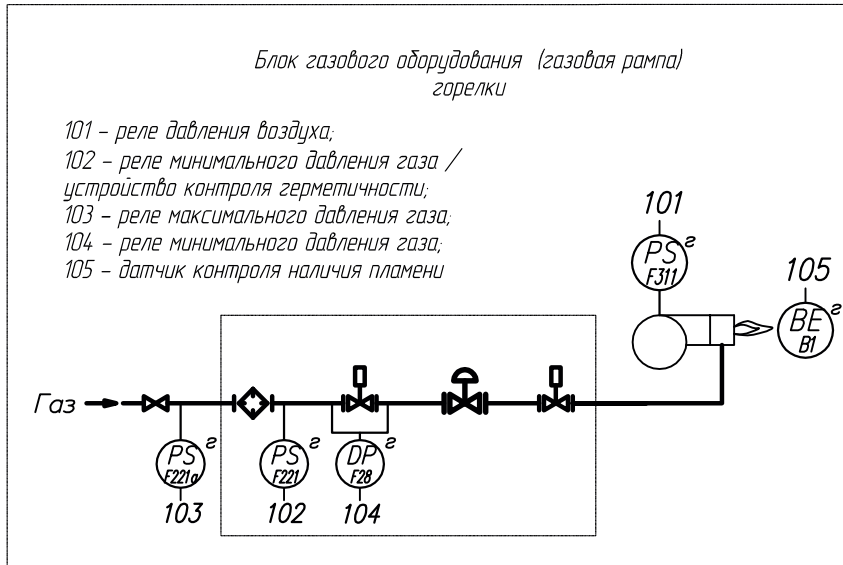 Блок газового оборудования (газовая рампа)
горелки
101 – реле давления воздуха;
102 – реле минимального давления газа /
устройство контроля герметичности;
103 – реле максимального давления газа;
104 – реле минимального давления газа;
105 – датчик контроля наличия пламени
101
PS г
F311
105
BE г
B1
Газ
PS г
F221a
103
PS г
F221
102
DP г
F28
104